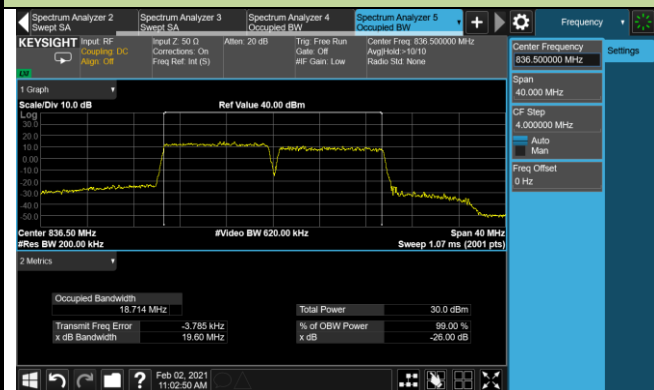 Spectrum Analyzer 2
Swept SA
Spectrum Analyzer 3
Swept SA
Spectrum Analyzer 4
Occupied BW
Spectrum Analyzer 5
Occupied BW
Frequency
KEYSIGHT
Input: RF
Coupling: DC
Align: Off
Input Z: 50 Ω
Corrections: On
Freq Ref: Int (S)
Atten: 20 dB
Trig: Free Run
Gate: Off
#IF Gain: Low
Center Freq: 836.500000 MHz
Avg|Hold:>10/10
Radio Std: None
Center Frequency
836.500000 MHz
Settings
Span
40.000 MHz
CF Step
4.000000 MHz
Auto
Man
Freq Offset
0 Hz
1 Graph
Scale/Div 10.0 dB
Ref Value 40.00 dBm
Log
30.0
20.0
10.0
0.00
-10.0
-20.0
-30.0
-40.0
-50.0
Center 836.50 MHz
#Video BW 620.00 kHz
Span 40 MHz
#Res BW 200.00 kHz
Sweep 1.07 ms (2001 pts)
2 Metrics
Occupied Bandwidth
18.714 MHz
Total Power
30.0 dBm
Transmit Freq Error
-3.785 kHz
% of OBW Power
99.00 %
x dB Bandwidth
19.60 MHz
x dB
-26.00 dB
?
Feb 02, 2021
11:02:50 AM